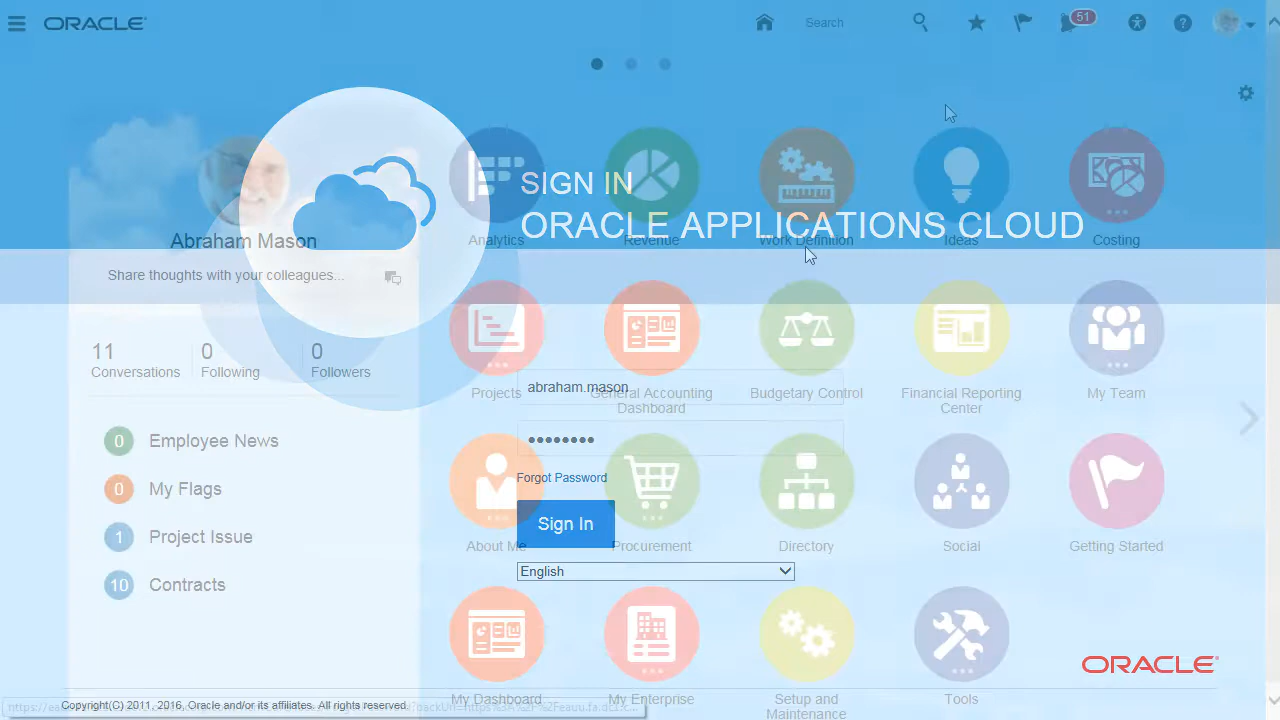 ORACLE
Search
51
SIGN IN
ORACLE APPLICATIONS CLOUD
Analytics
Revenue
Work Definition
Ideas
Costing
Abraham Mason
Share thoughts with your colleagues...
11
Conversations
0
Following
0
Followers
Projects
General Accounting
Dashboard
Budgetary Control
Financial Reporting
Center
My Team
abraham.mason
Forgot Password
Sign In
English
0 Employee News
0 My Flags
1 Project Issue
10 Contracts
About Me
Procurement
Directory
Social
Getting Started
My Dashboard
My Enterprise
Setup and
Maintenance
Tools
ORACLE
Copyright(C) 2011, 2016, Oracle and/or its affiliates. All rights reserved.